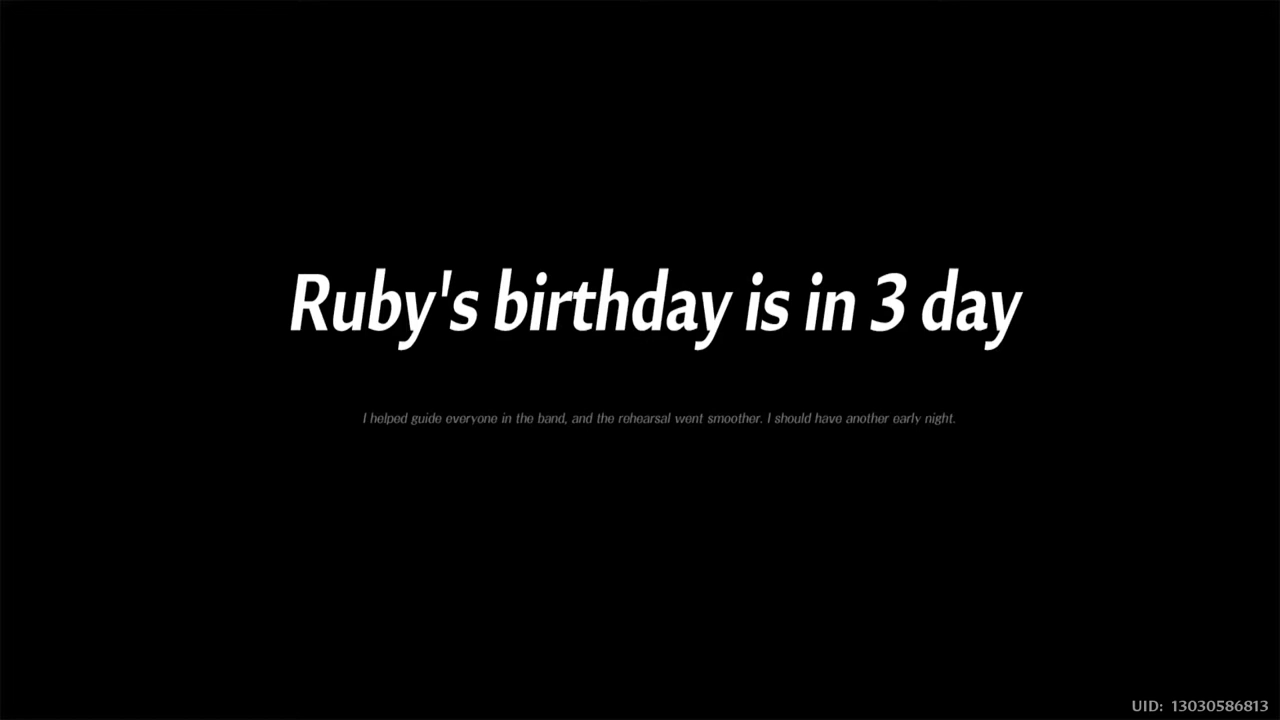 Ruby's birthday is in 3 day
I helped guide everyone in the band, and the rehearsal went smoother. I should have another early night.
UID: 13030586813